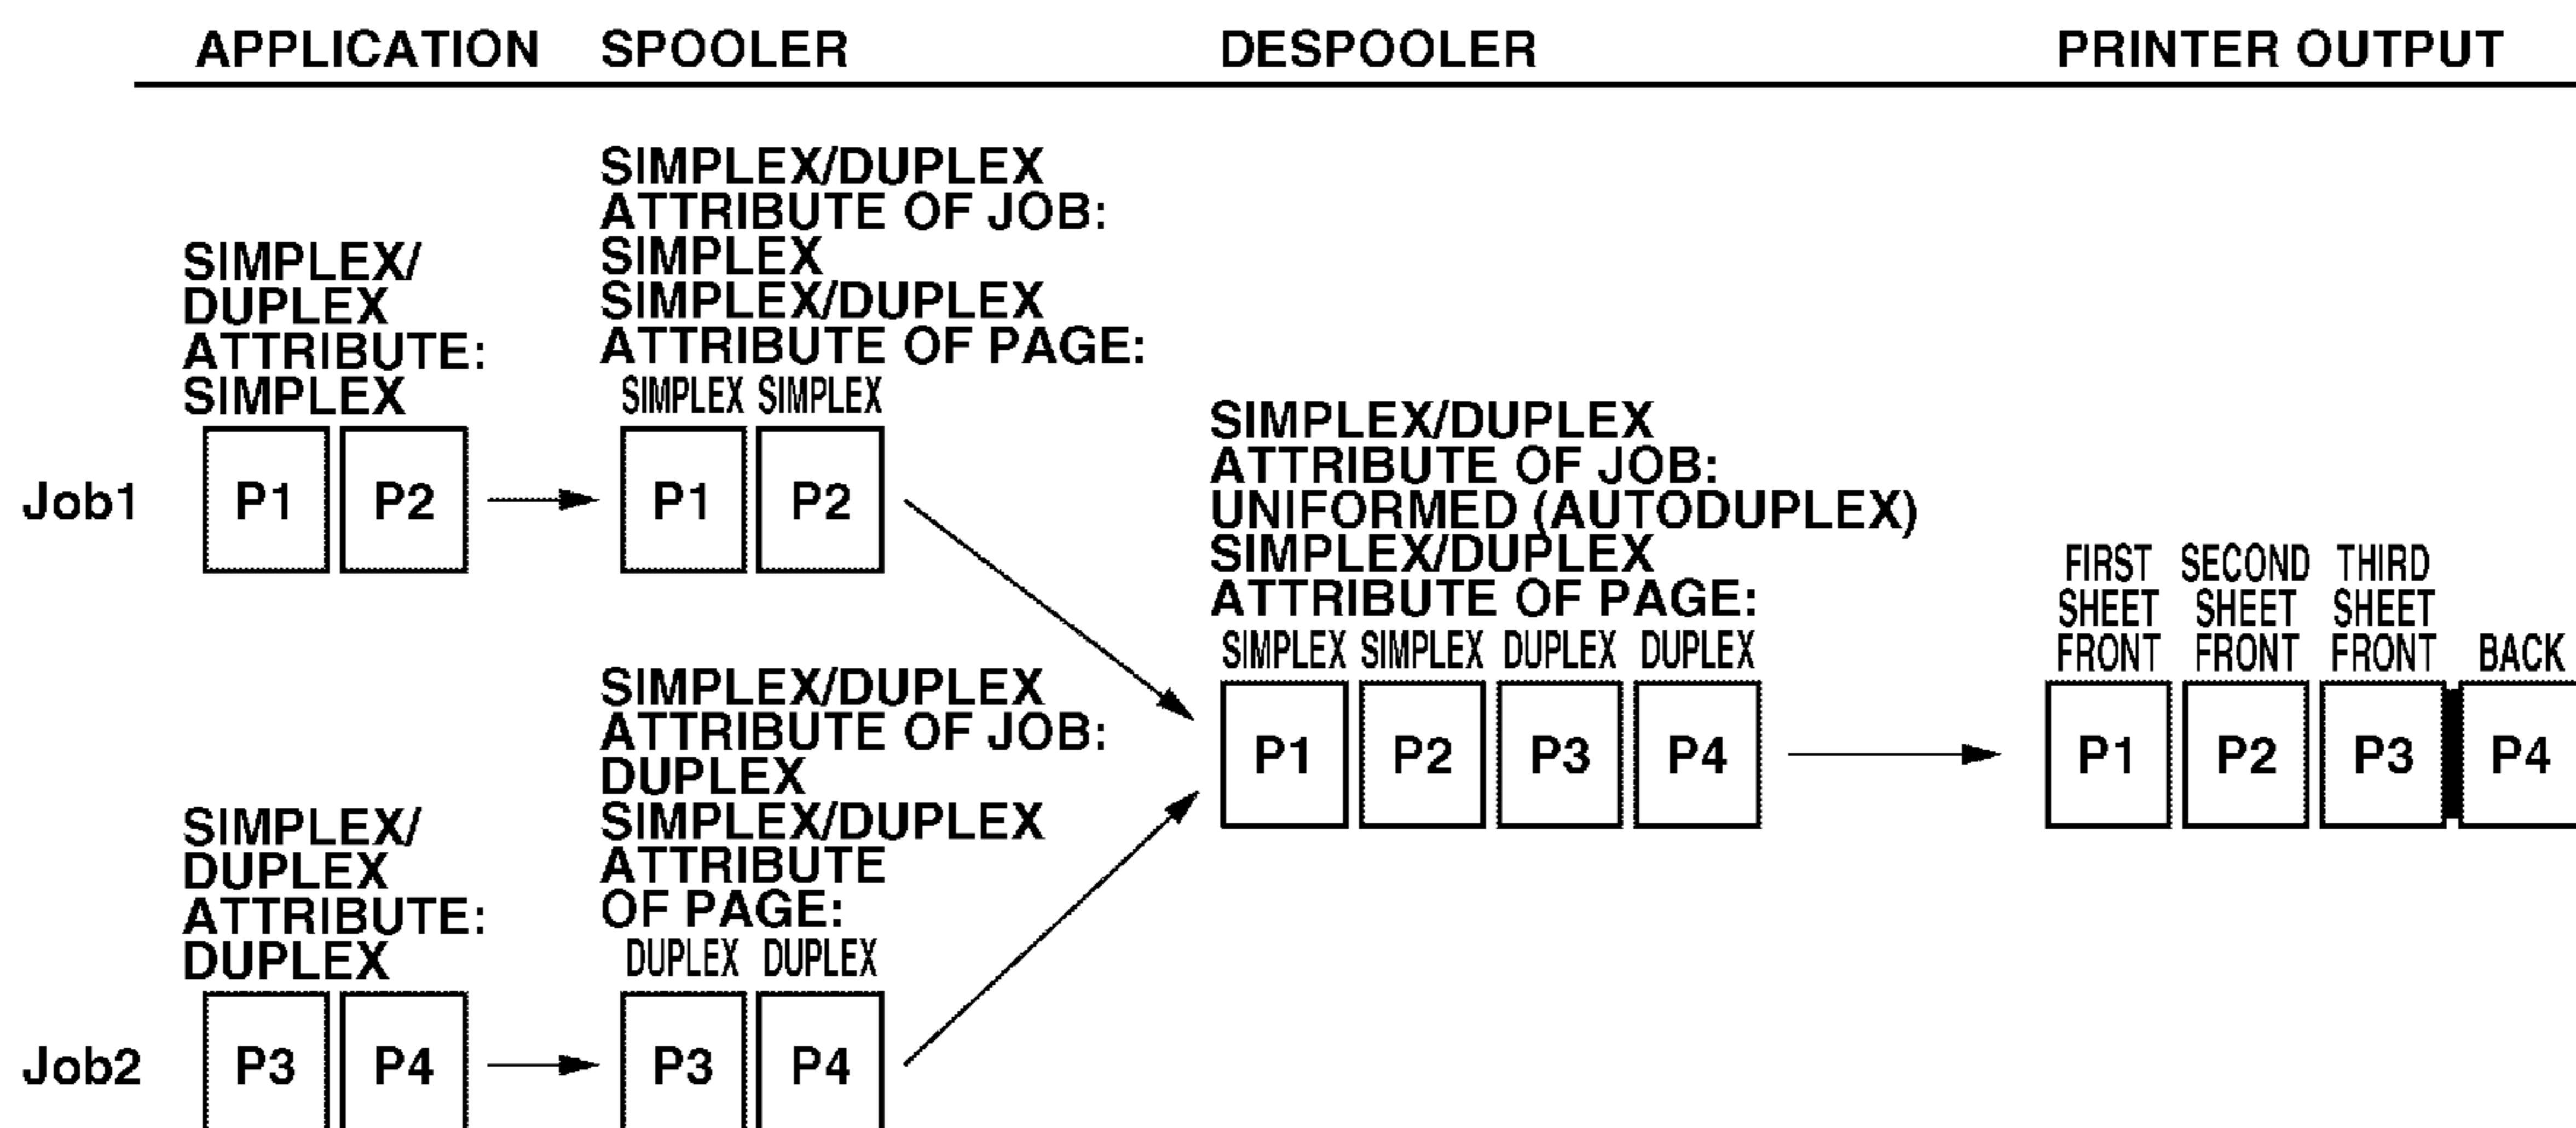 APPLICATION SPOOLER DESPOOLER PRINTER OUTPUT
SIMPLEX/
DUPLEX
ATTRIBUTE:
SIMPLEX
Job1
P1 P2
SIMPLEX/DUPLEX
ATTRIBUTE OF JOB:
SIMPLEX
SIMPLEX/DUPLEX
ATTRIBUTE OF PAGE:
SIMPLEX SIMPLEX
P1 P2
SIMPLEX/
DUPLEX
ATTRIBUTE:
DUPLEX
Job2
P3 P4
SIMPLEX/DUPLEX
ATTRIBUTE OF JOB:
DUPLEX
SIMPLEX/DUPLEX
ATTRIBUTE
OF PAGE:
DUPLEX DUPLEX
P3 P4
SIMPLEX/DUPLEX
ATTRIBUTE OF JOB:
UNIFORMED (AUTODUPLEX)
SIMPLEX/DUPLEX
ATTRIBUTE OF PAGE:
SIMPLEX SIMPLEX DUPLEX DUPLEX
P1 P2 P3 P4
FIRST SECOND THIRD
SHEET SHEET SHEET
FRONT FRONT FRONT BACK
P1 P2 P3 P4